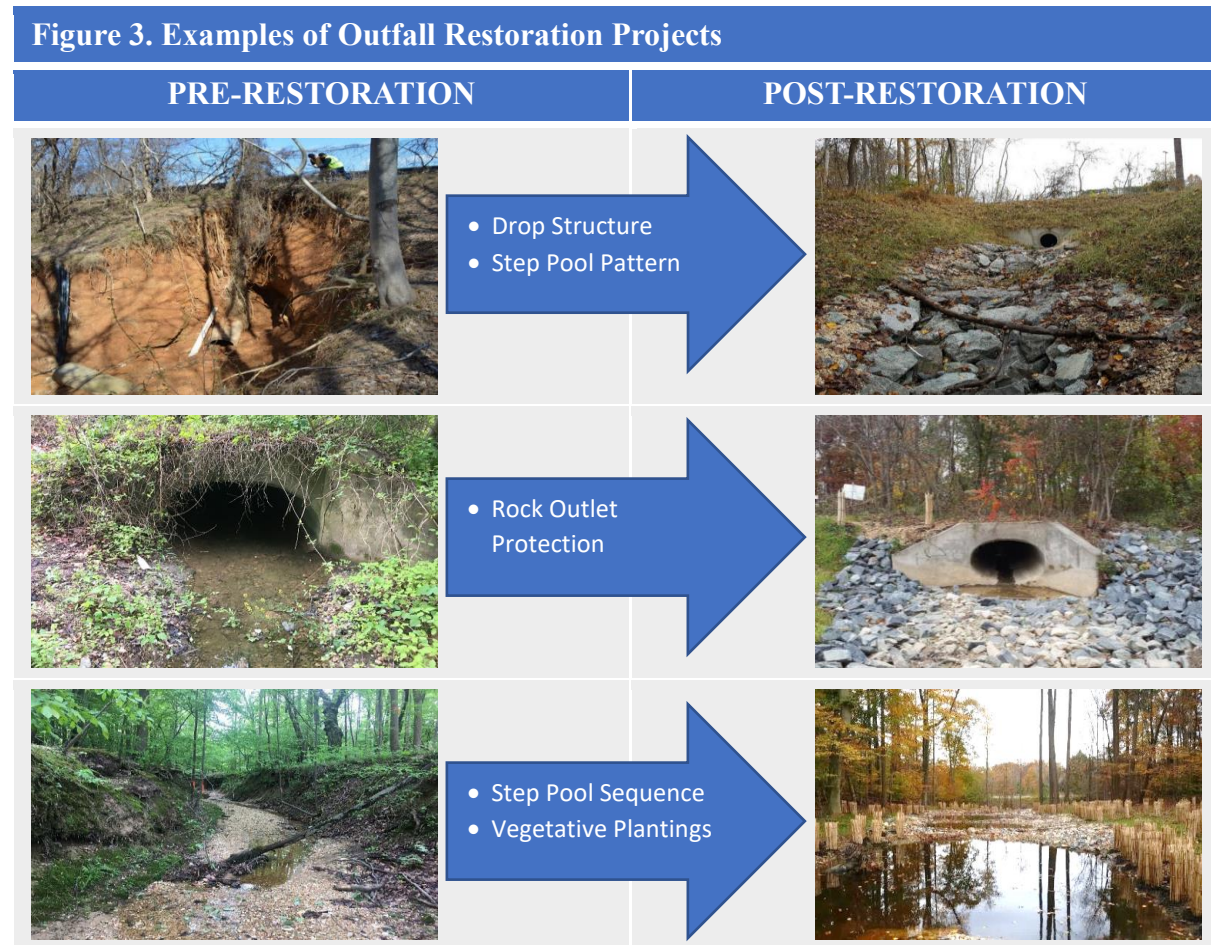 Figure 3. Examples of Outfall Restoration Projects
PRE-RESTORATION
POST-RESTORATION
• Drop Structure
• Step Pool Pattern
• Rock Outlet
Protection
• Step Pool Sequence
• Vegetative Plantings